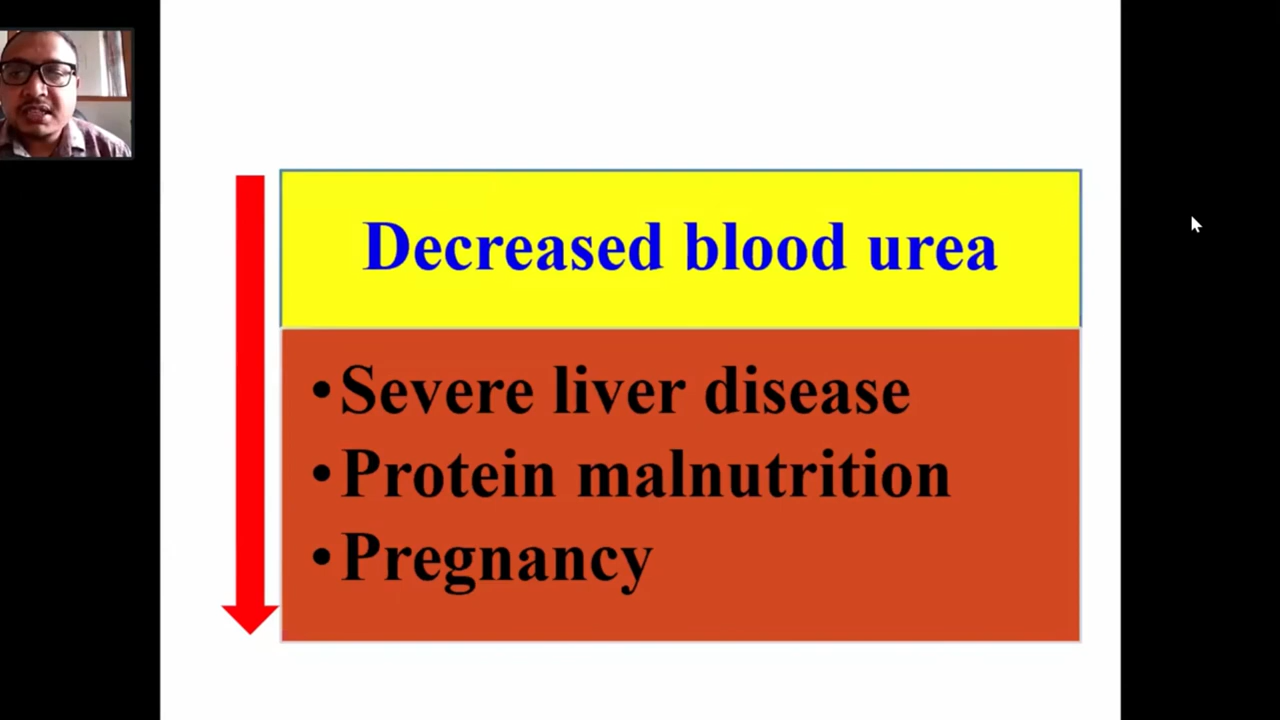 Decreased blood urea
•Severe liver disease
•Protein malnutrition
•Pregnancy